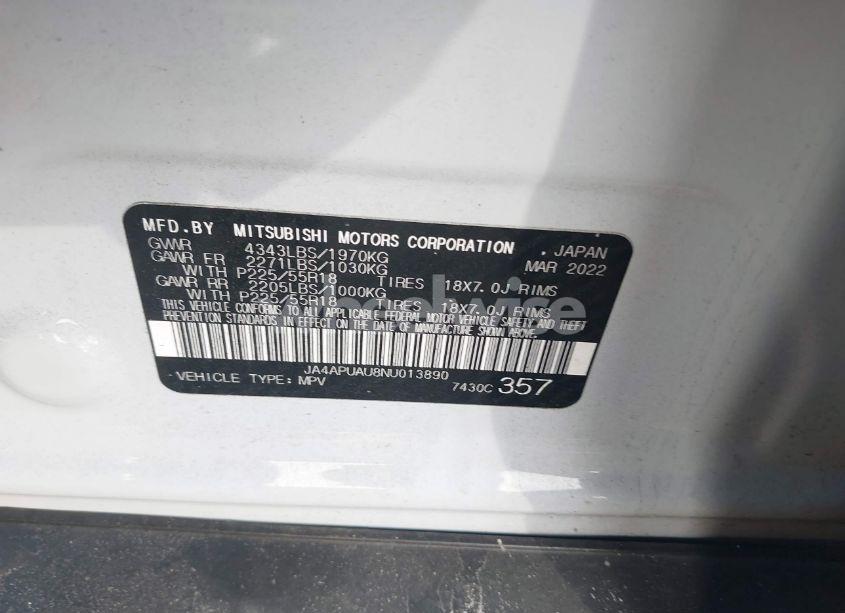 MFD.BY MITSUBISHI MOTORS CORPORATION . JAPAN
GVWR 4343LBS/1970KG MAR 2022
GAWR FR 2271LBS/1030KG
WITH P225/55R18 TIRES 18X7.0J RIMS
GAWR RR 2205LBS/1000KG
WITH P225/55R18 TIRES 18X7.0J RIMS
THIS VEHICLE CONFORMS TO ALL APPLICABLE FEDERAL MOTOR VEHICLE SAFETY AND THEFT
PREVENTION STANDARDS IN EFFECT ON THE DATE OF MANUFACTURE SHOWN ABOVE.
JA4APUAU8NU013890
VEHICLE TYPE: MPV 7430C 357